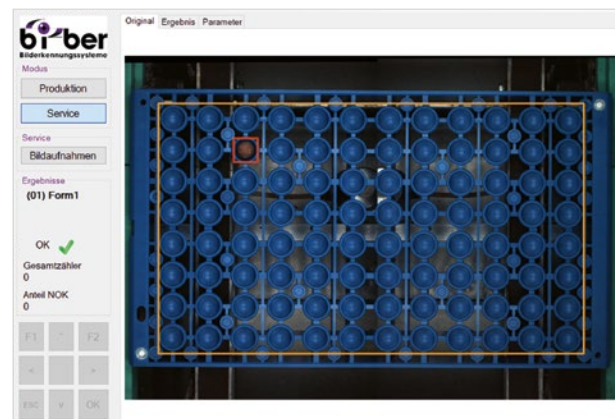 bi-ber
Bilderkennungssysteme
Modus
Produktion
Service
Service
Bildaufnahmen
Ergebnisse
(01) Form1
OK
Gesamtzähler
0
Anteil NOK
0
F1 ^ F2
< >
ESC v OK
Original Ergebnis Parameter